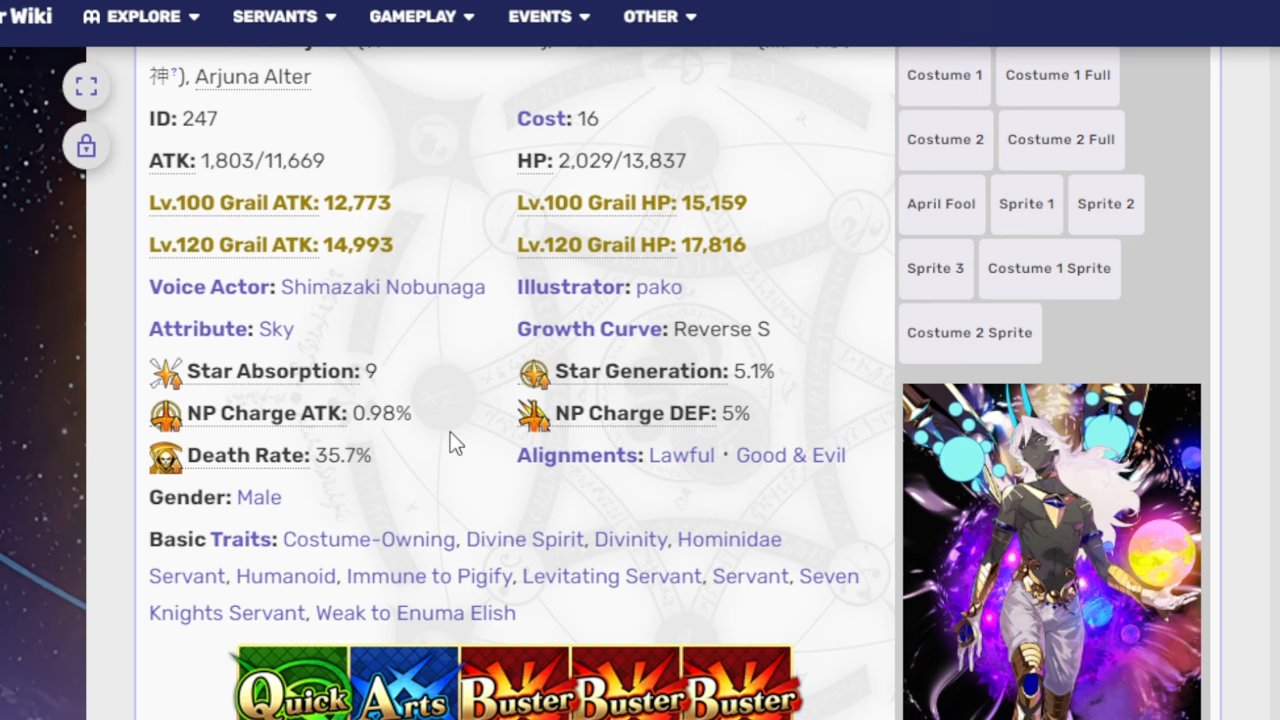 r Wiki EXPLORE SERVANTS GAMEPLAY EVENTS OTHER
神?), Arjuna Alter
ID: 247 Cost: 16
ATK: 1,803/11,669 HP: 2,029/13,837
Lv.100 Grail ATK: 12,773 Lv.100 Grail HP: 15,159
Lv.120 Grail ATK: 14,993 Lv.120 Grail HP: 17,816
Voice Actor: Shimazaki Nobunaga Illustrator: pako
Attribute: Sky Growth Curve: Reverse S
Star Absorption: 9 Star Generation: 5.1%
NP Charge ATK: 0.98% NP Charge DEF: 5%
Death Rate: 35.7% Alignments: Lawful · Good & Evil
Gender: Male
Basic Traits: Costume-Owning, Divine Spirit, Divinity, Hominidae
Servant, Humanoid, Immune to Pigify, Levitating Servant, Servant, Seven
Knights Servant, Weak to Enuma Elish
Quick Arts Buster Buster Buster
Costume 1 Costume 1 Full
Costume 2 Costume 2 Full
April Fool Sprite 1 Sprite 2
Sprite 3 Costume 1 Sprite
Costume 2 Sprite